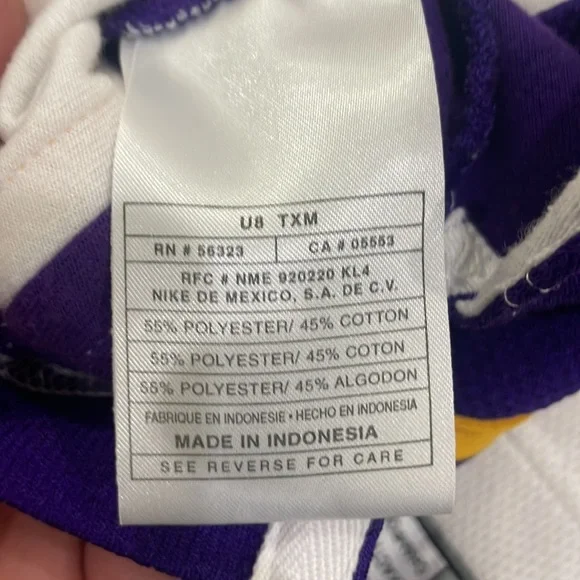 U8 TXM
RN # 56323 CA # 05553
RFC # NME 920220 KL4
NIKE DE MEXICO, S.A. DE C.V.
55% POLYESTER/ 45% COTTON
55% POLYESTER/ 45% COTON
55% POLYESTER/ 45% ALGODON
FABRIQUE EN INDONESIE • HECHO EN INDONESIA
MADE IN INDONESIA
SEE REVERSE FOR CARE